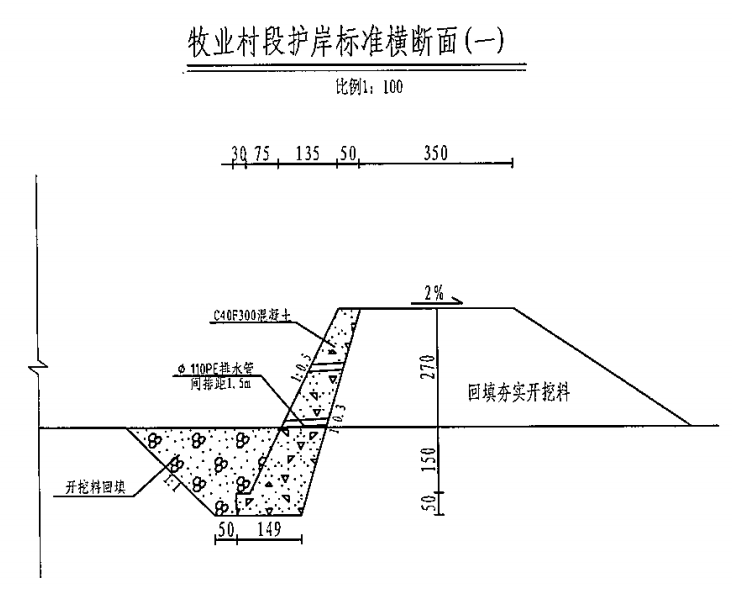 牧业村段护岸标准横断面(一)
比例1：100
30 75 135 50 350
2%
C40F300混凝土
φ110PE排水管
间排距1.5m
1:0.5
270
回填夯实开挖料
1:0.3
150
开挖料回填
1:1
50
50 149